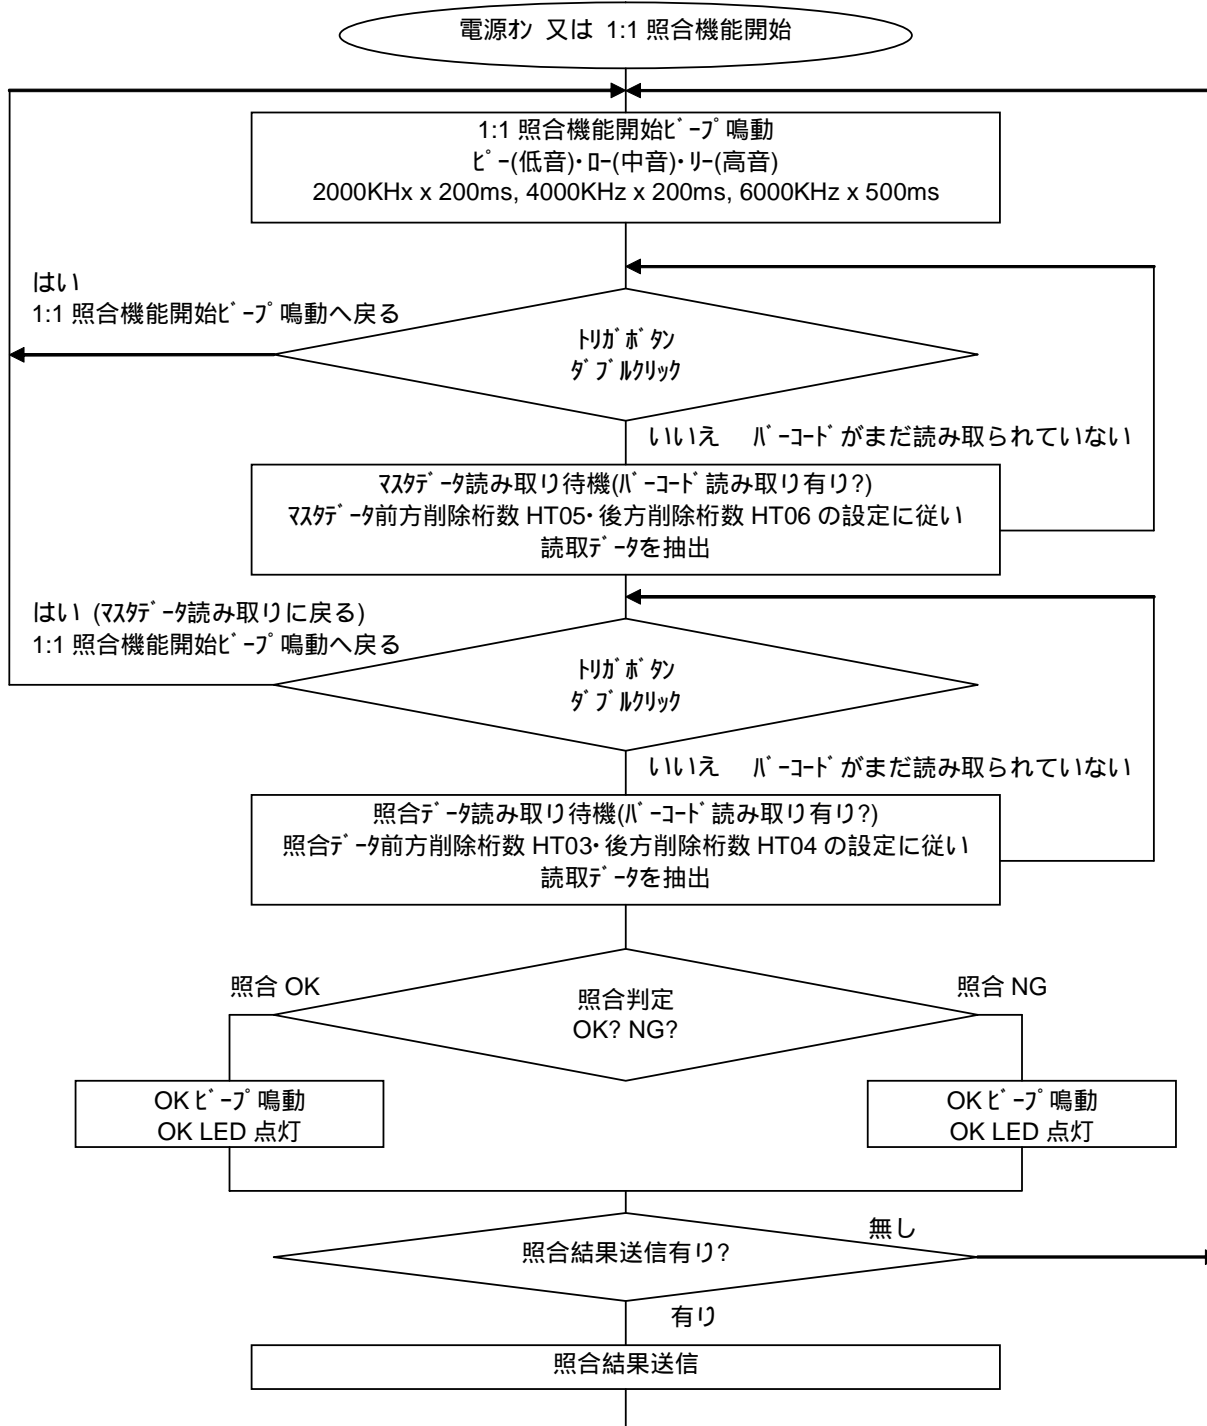 電源ｵﾝ 又は 1:1 照合機能開始
1:1 照合機能開始ﾋﾞｰﾌﾟ鳴動
ﾋﾟｰ(低音)･ﾛｰ(中音)･ﾘｰ(高音)
2000KHx x 200ms, 4000KHz x 200ms, 6000KHz x 500ms
はい
1:1 照合機能開始ﾋﾞｰﾌﾟ鳴動へ戻る
ﾄﾘｶﾞﾎﾞﾀﾝ
ﾀﾞﾌﾞﾙｸﾘｯｸ
いいえ ﾊﾞｰｺｰﾄﾞがまだ読み取られていない
ﾏｽﾀﾃﾞｰﾀ読み取り待機(ﾊﾞｰｺｰﾄﾞ読み取り有り?)
ﾏｽﾀﾃﾞｰﾀ前方削除桁数 HT05･後方削除桁数 HT06 の設定に従い
読取ﾃﾞｰﾀを抽出
はい (ﾏｽﾀﾃﾞｰﾀ読み取りに戻る)
1:1 照合機能開始ﾋﾞｰﾌﾟ鳴動へ戻る
ﾄﾘｶﾞﾎﾞﾀﾝ
ﾀﾞﾌﾞﾙｸﾘｯｸ
いいえ ﾊﾞｰｺｰﾄﾞがまだ読み取られていない
照合ﾃﾞｰﾀ読み取り待機(ﾊﾞｰｺｰﾄﾞ読み取り有り?)
照合ﾃﾞｰﾀ前方削除桁数 HT03･後方削除桁数 HT04 の設定に従い
読取ﾃﾞｰﾀを抽出
照合 OK
照合判定
OK? NG?
照合 NG
OK ﾋﾞｰﾌﾟ鳴動
OK LED 点灯
OK ﾋﾞｰﾌﾟ鳴動
OK LED 点灯
照合結果送信有り?
無し
有り
照合結果送信